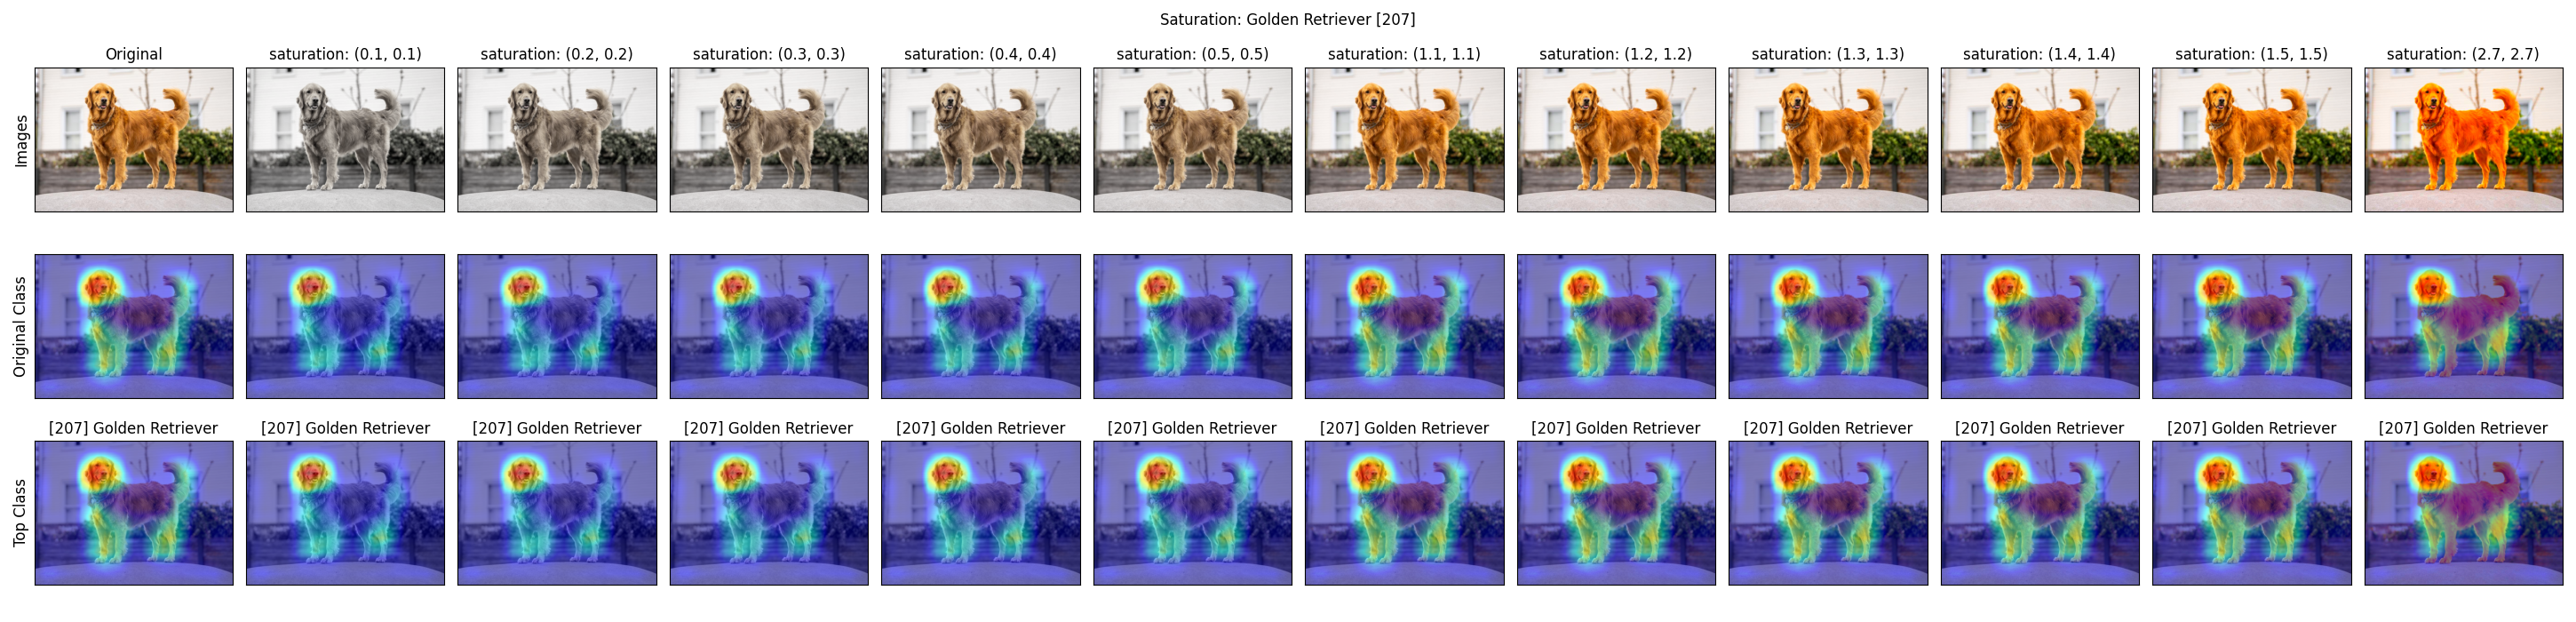 Saturation: Golden Retriever [207]
Original saturation: (0.1, 0.1) saturation: (0.2, 0.2) saturation: (0.3, 0.3) saturation: (0.4, 0.4) saturation: (0.5, 0.5) saturation: (1.1, 1.1) saturation: (1.2, 1.2) saturation: (1.3, 1.3) saturation: (1.4, 1.4) saturation: (1.5, 1.5) saturation: (2.7, 2.7)
Images
Original Class
[207] Golden Retriever [207] Golden Retriever [207] Golden Retriever [207] Golden Retriever [207] Golden Retriever [207] Golden Retriever [207] Golden Retriever [207] Golden Retriever [207] Golden Retriever [207] Golden Retriever [207] Golden Retriever [207] Golden Retriever
Top Class